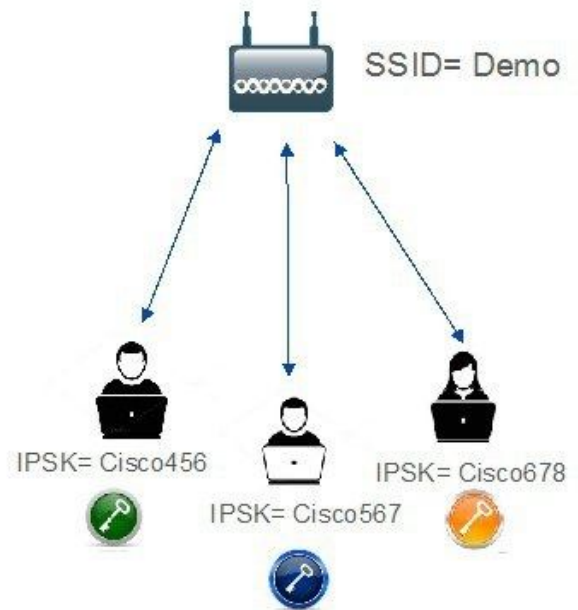 SSID= Demo
IPSK= Cisco456
IPSK= Cisco567
IPSK= Cisco678